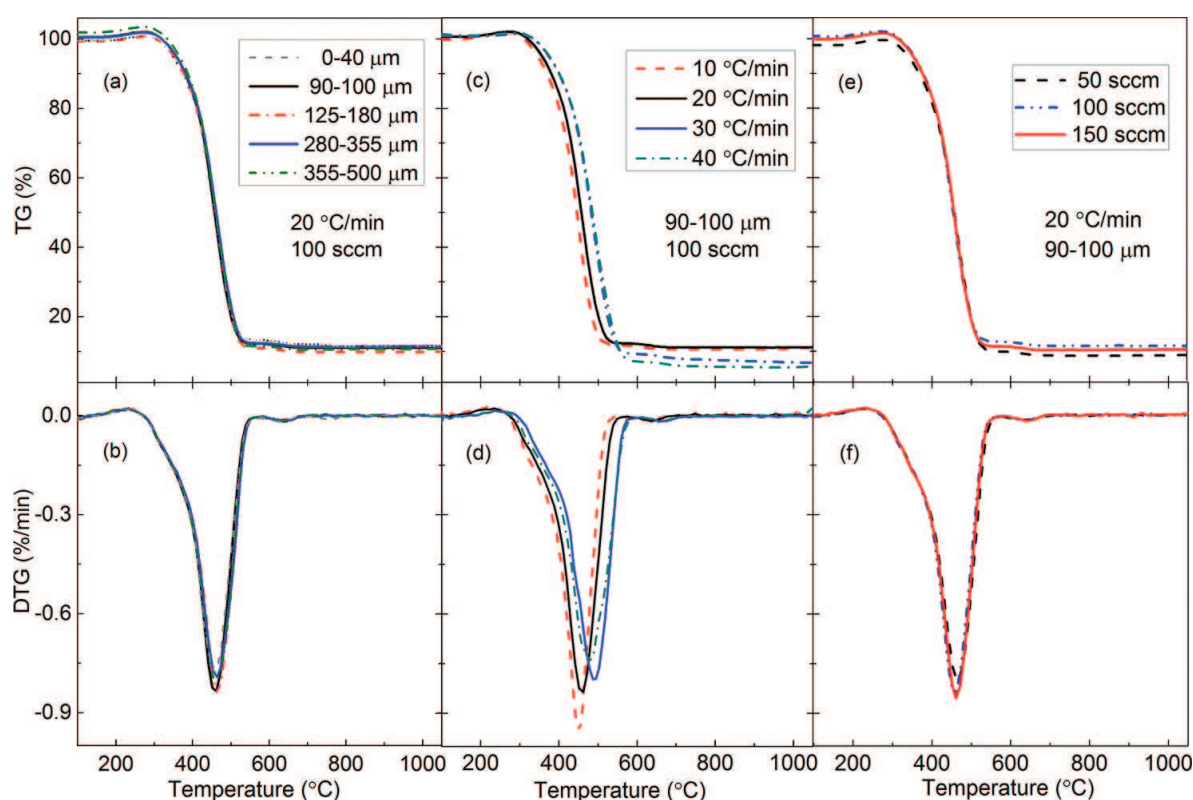 TG (%)
100
80
60
40
20
(a)
0-40 μm
90-100 μm
125-180 μm
280-355 μm
355-500 μm
20 °C/min
100 sccm
(c)
10 °C/min
20 °C/min
30 °C/min
40 °C/min
90-100 μm
100 sccm
(e)
50 sccm
100 sccm
150 sccm
20 °C/min
90-100 μm
DTG (%/min)
0.0
-0.3
-0.6
-0.9
(b)
(d)
(f)
200 400 600 800 1000
200 400 600 800 1000
200 400 600 800 1000
Temperature (°C)
Temperature (°C)
Temperature (°C)